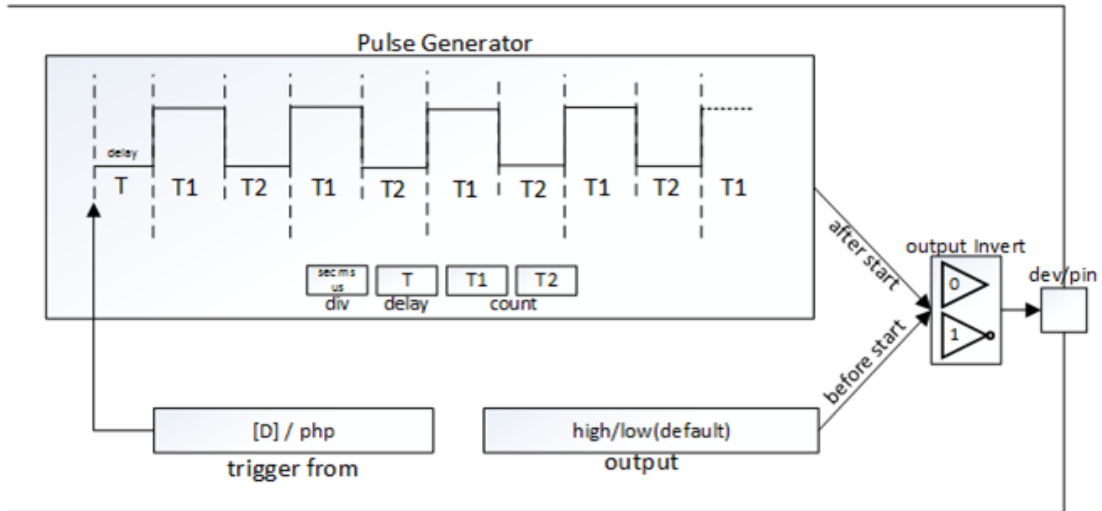 Pulse Generator
delay
T T1 T2 T1 T2 T1 T2 T1 T2 T1
sec ms
us
T T1 T2
div delay count
after start
before start
output Invert
0
1
dev/pin
[D] / php
trigger from
high/low(default)
output